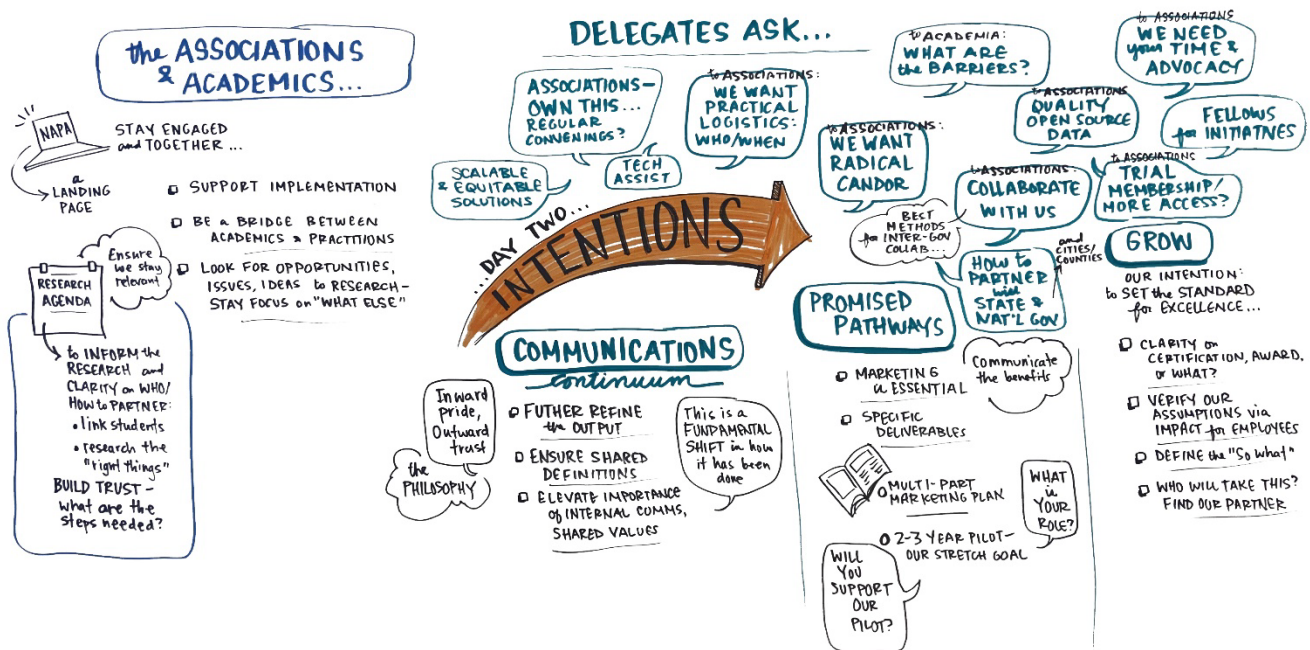 the ASSOCIATIONS
& ACADEMICS...
NAPA
STAY ENGAGED
and TOGETHER...
a
LANDING
PAGE
SUPPORT IMPLEMENTATION
BE a BRIDGE BETWEEN
ACADEMICS & PRACTITIONS
LOOK FOR OPPORTUNITIES,
ISSUES, IDEAS to RESEARCH-
STAY FOCUS on "WHAT ELSE"
Ensure
we stay
relevant
RESEARCH
AGENDA
to INFORM the
RESEARCH and
CLARITY on WHO/
HOW to PARTNER:
• link students
• research the
"right things"
BUILD TRUST -
what are the
steps needed?
DELEGATES ASK...
ASSOCIATIONS-
OWN THIS...
REGULAR
CONVENINGS?
to ASSOCIATIONS:
WE WANT
PRACTICAL
LOGISTICS:
WHO/WHEN
SCALABLE
& EQUITABLE
SOLUTIONS
TECH
ASSIST
to ACADEMIA:
WHAT ARE
the BARRIERS?
to ASSOCIATIONS
WE NEED
your TIME &
ADVOCACY
to ASSOCIATIONS:
WE WANT
RADICAL
CANDOR
to ASSOCIATIONS
QUALITY
OPEN SOURCE
DATA
FELLOWS
for INITIATIVES
to ASSOCIATIONS:
COLLABORATE
WITH US
to ASSOCIATIONS
TRIAL
MEMBERSHIP/
MORE ACCESS?
BEST
METHODS
for INTER-GOV
COLLAB...
HOW to
PARTNER
with
STATE &
NAT'L GOV
and
CITIES/
COUNTIES
...DAY TWO...
INTENTIONS
COMMUNICATIONS
continuum
Inward
pride,
Outward
trust
the
PHILOSOPHY
FUTHER REFINE
the OUTPUT
ENSURE SHARED
DEFINITIONS
ELEVATE IMPORTANCE
of INTERNAL COMMS,
SHARED VALUES
This is a
FUNDAMENTAL
SHIFT in how
it has been
done
PROMISED
PATHWAYS
MARKETING
is ESSENTIAL
SPECIFIC
DELIVERABLES
Communicate
the benefits
MULTI-PART
MARKETING PLAN
2-3 YEAR PILOT-
OUR STRETCH GOAL
WHAT
is
YOUR
ROLE?
WILL
YOU
SUPPORT
OUR
PILOT?
GROW
OUR INTENTION:
to SET the STANDARD
for EXCELLENCE...
CLARITY on
CERTIFICATION, AWARD,
or WHAT?
VERIFY OUR
ASSUMPTIONS via
IMPACT for EMPLOYEES
DEFINE the "So what"
WHO WILL TAKE THIS?
FIND OUR PARTNER